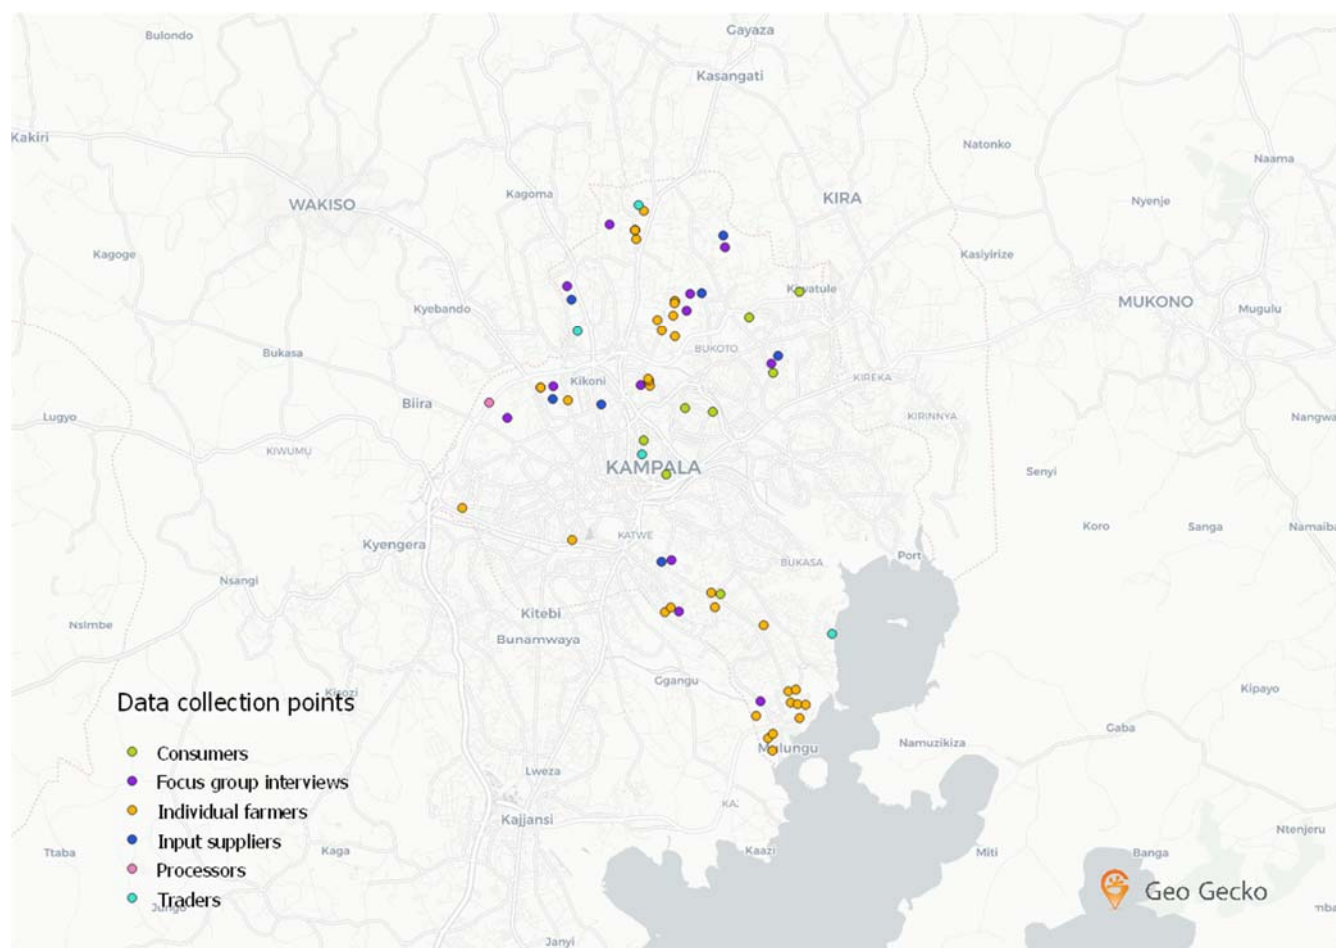 Bulondo
Gayaza
Kasangati
Kakiri
Natonko
Naama
Kagoma
WAKISO
KIRA
Nyenje
Kagoge
Kasiyirize
Kyebando
MUKONO
Mugulu
Bukasa
BUKOTO
Kikoni
KIREKA
Biira
Lugyo
KIRINNYA
KIWUMU
KAMPALA
Senyi
Koro
Sanga
Kyengera
KATWE
BUKASA
Port
Nsangi
Kitebi
Nsimbe
Bunamwaya
Ggangu
Kipayo
Data collection points
Gaba
Namuzikiza
Consumers
Focus group interviews
Lweza
Individual farmers
Kajjansi
Input suppliers
Ntenjeru
Ttaba
Kaga
Kaazi
Miti
Banga
Processors
Geo Gecko
Traders
Janyi